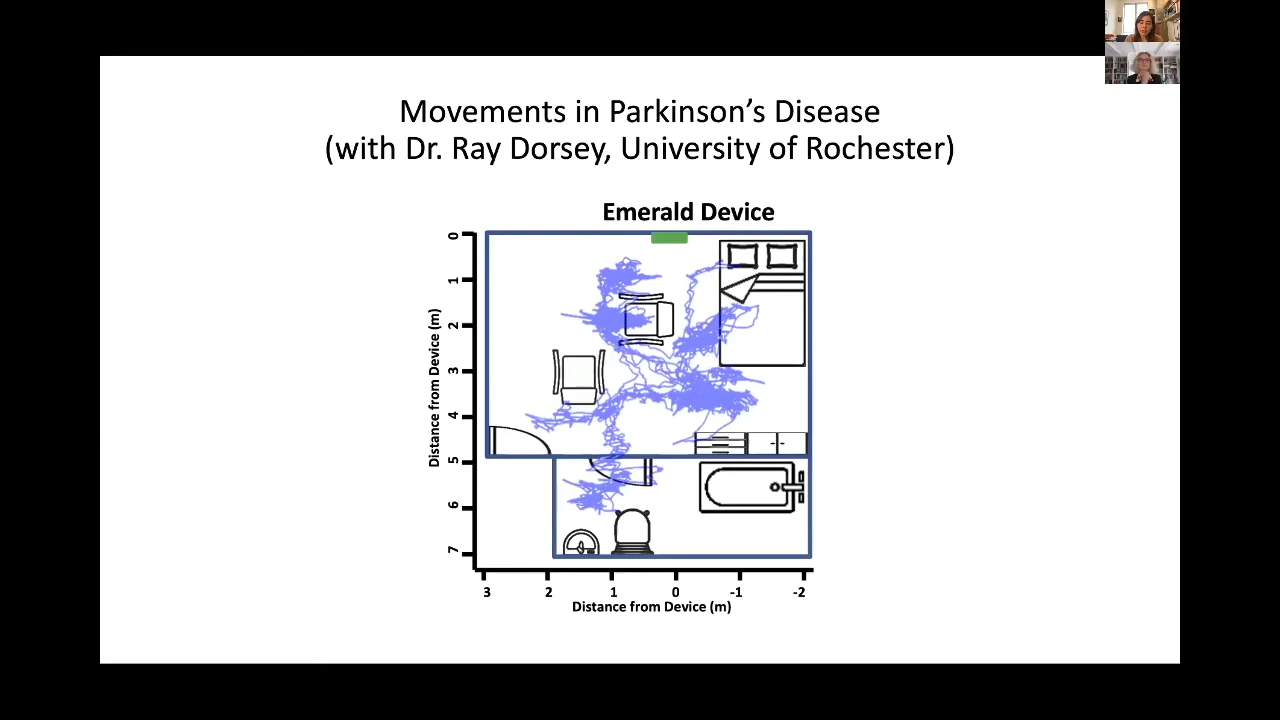 Movements in Parkinson's Disease
(with Dr. Ray Dorsey, University of Rochester)
Emerald Device
Distance from Device (m)
0
1
2
3
4
5
6
7
3 2 1 0 -1 -2
Distance from Device (m)